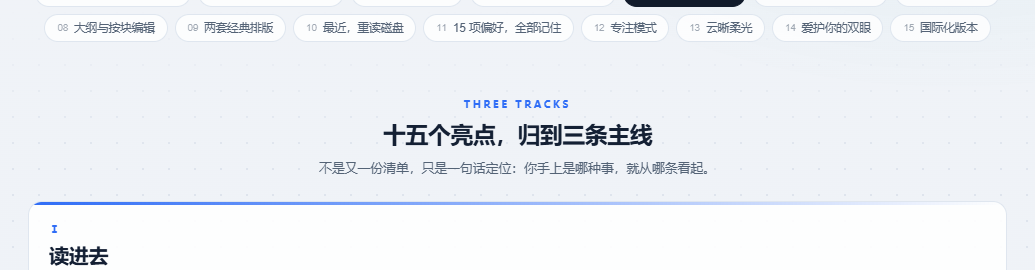 08 大纲与按块编辑 09 两套经典排版 10 最近，重读磁盘 11 15 项偏好，全部记住 12 专注模式 13 云晰柔光 14 爱护你的双眼 15 国际化版本
THREE TRACKS
十五个亮点，归到三条主线
不是又一份清单，只是一句话定位：你手上是哪种事，就从哪条看起。
I
读进去